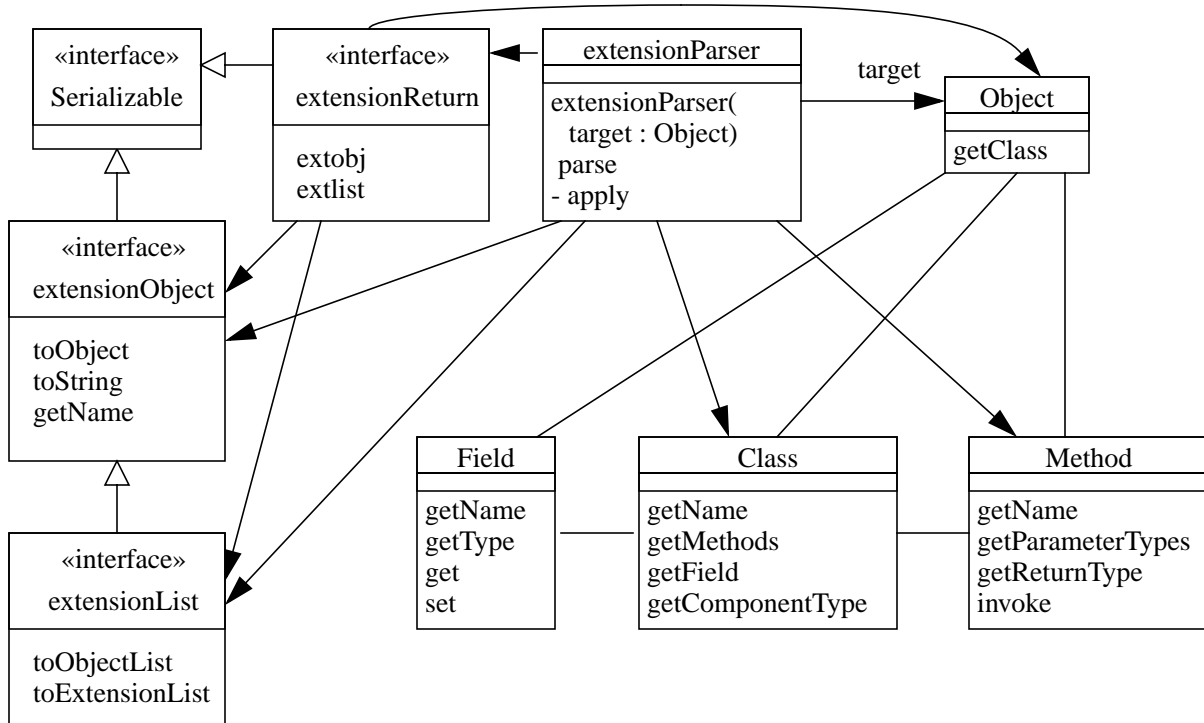 «interface»
Serializable
«interface»
extensionReturn
extobj
extlist
extensionParser
extensionParser(
target : Object)
parse
- apply
target
Object
getClass
«interface»
extensionObject
toObject
toString
getName
«interface»
extensionList
toObjectList
toExtensionList
Field
getName
getType
get
set
Class
getName
getMethods
getField
getComponentType
Method
getName
getParameterTypes
getReturnType
invoke